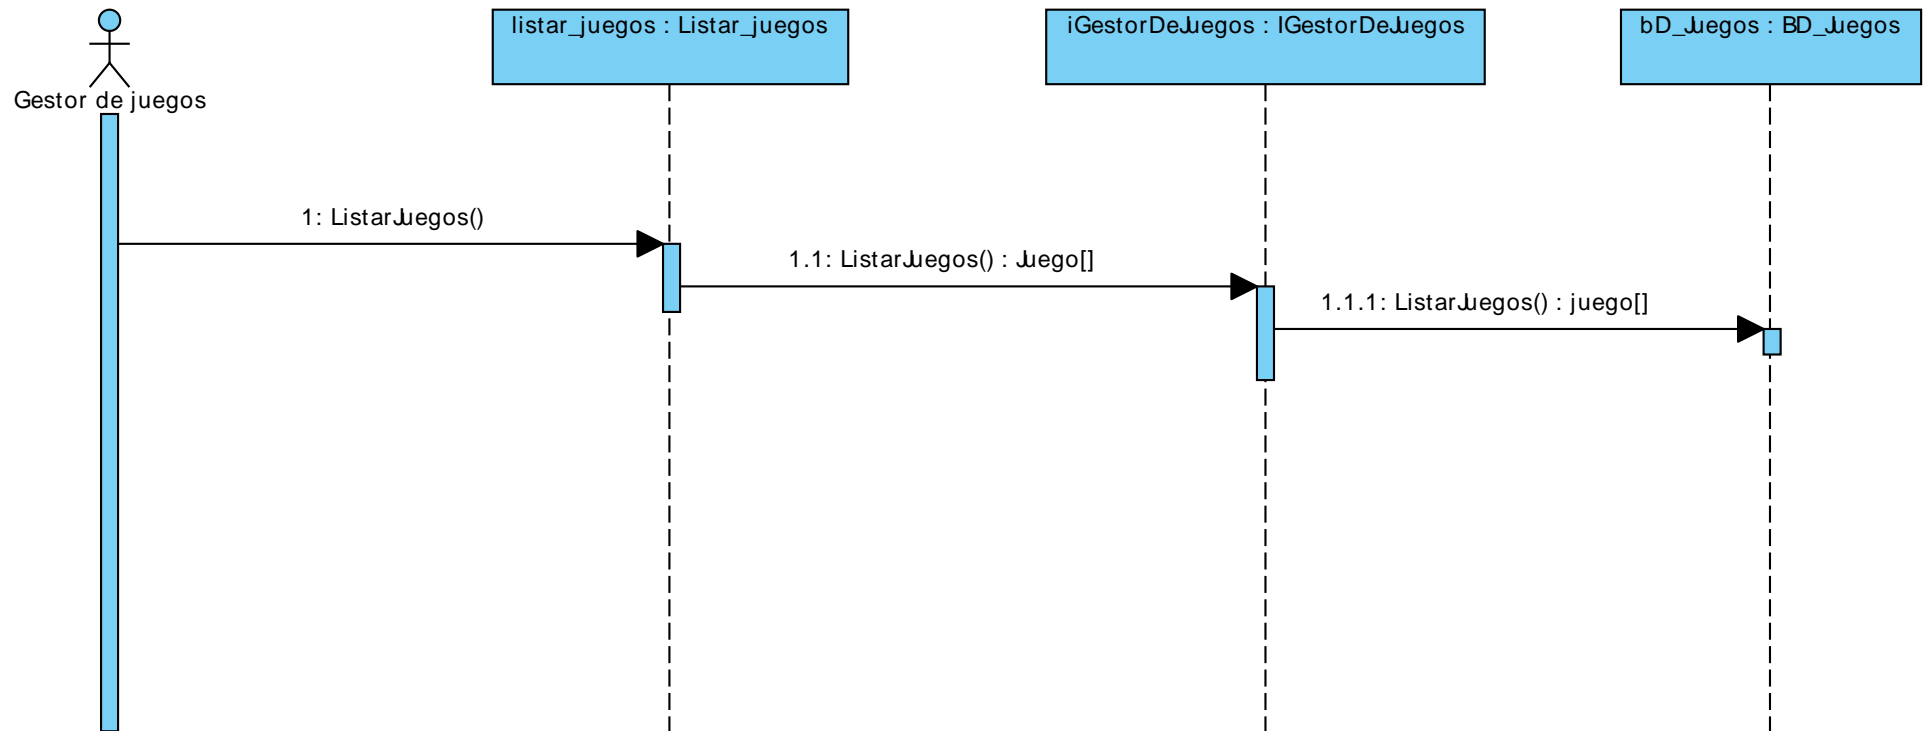 listar_juegos : Listar_juegos
iGestorDeJuegos : IGestorDeJuegos
bD_Juegos : BD_Juegos
Gestor de juegos
1: ListarJuegos()
1.1: ListarJuegos() : Juego[]
1.1.1: ListarJuegos() : juego[]